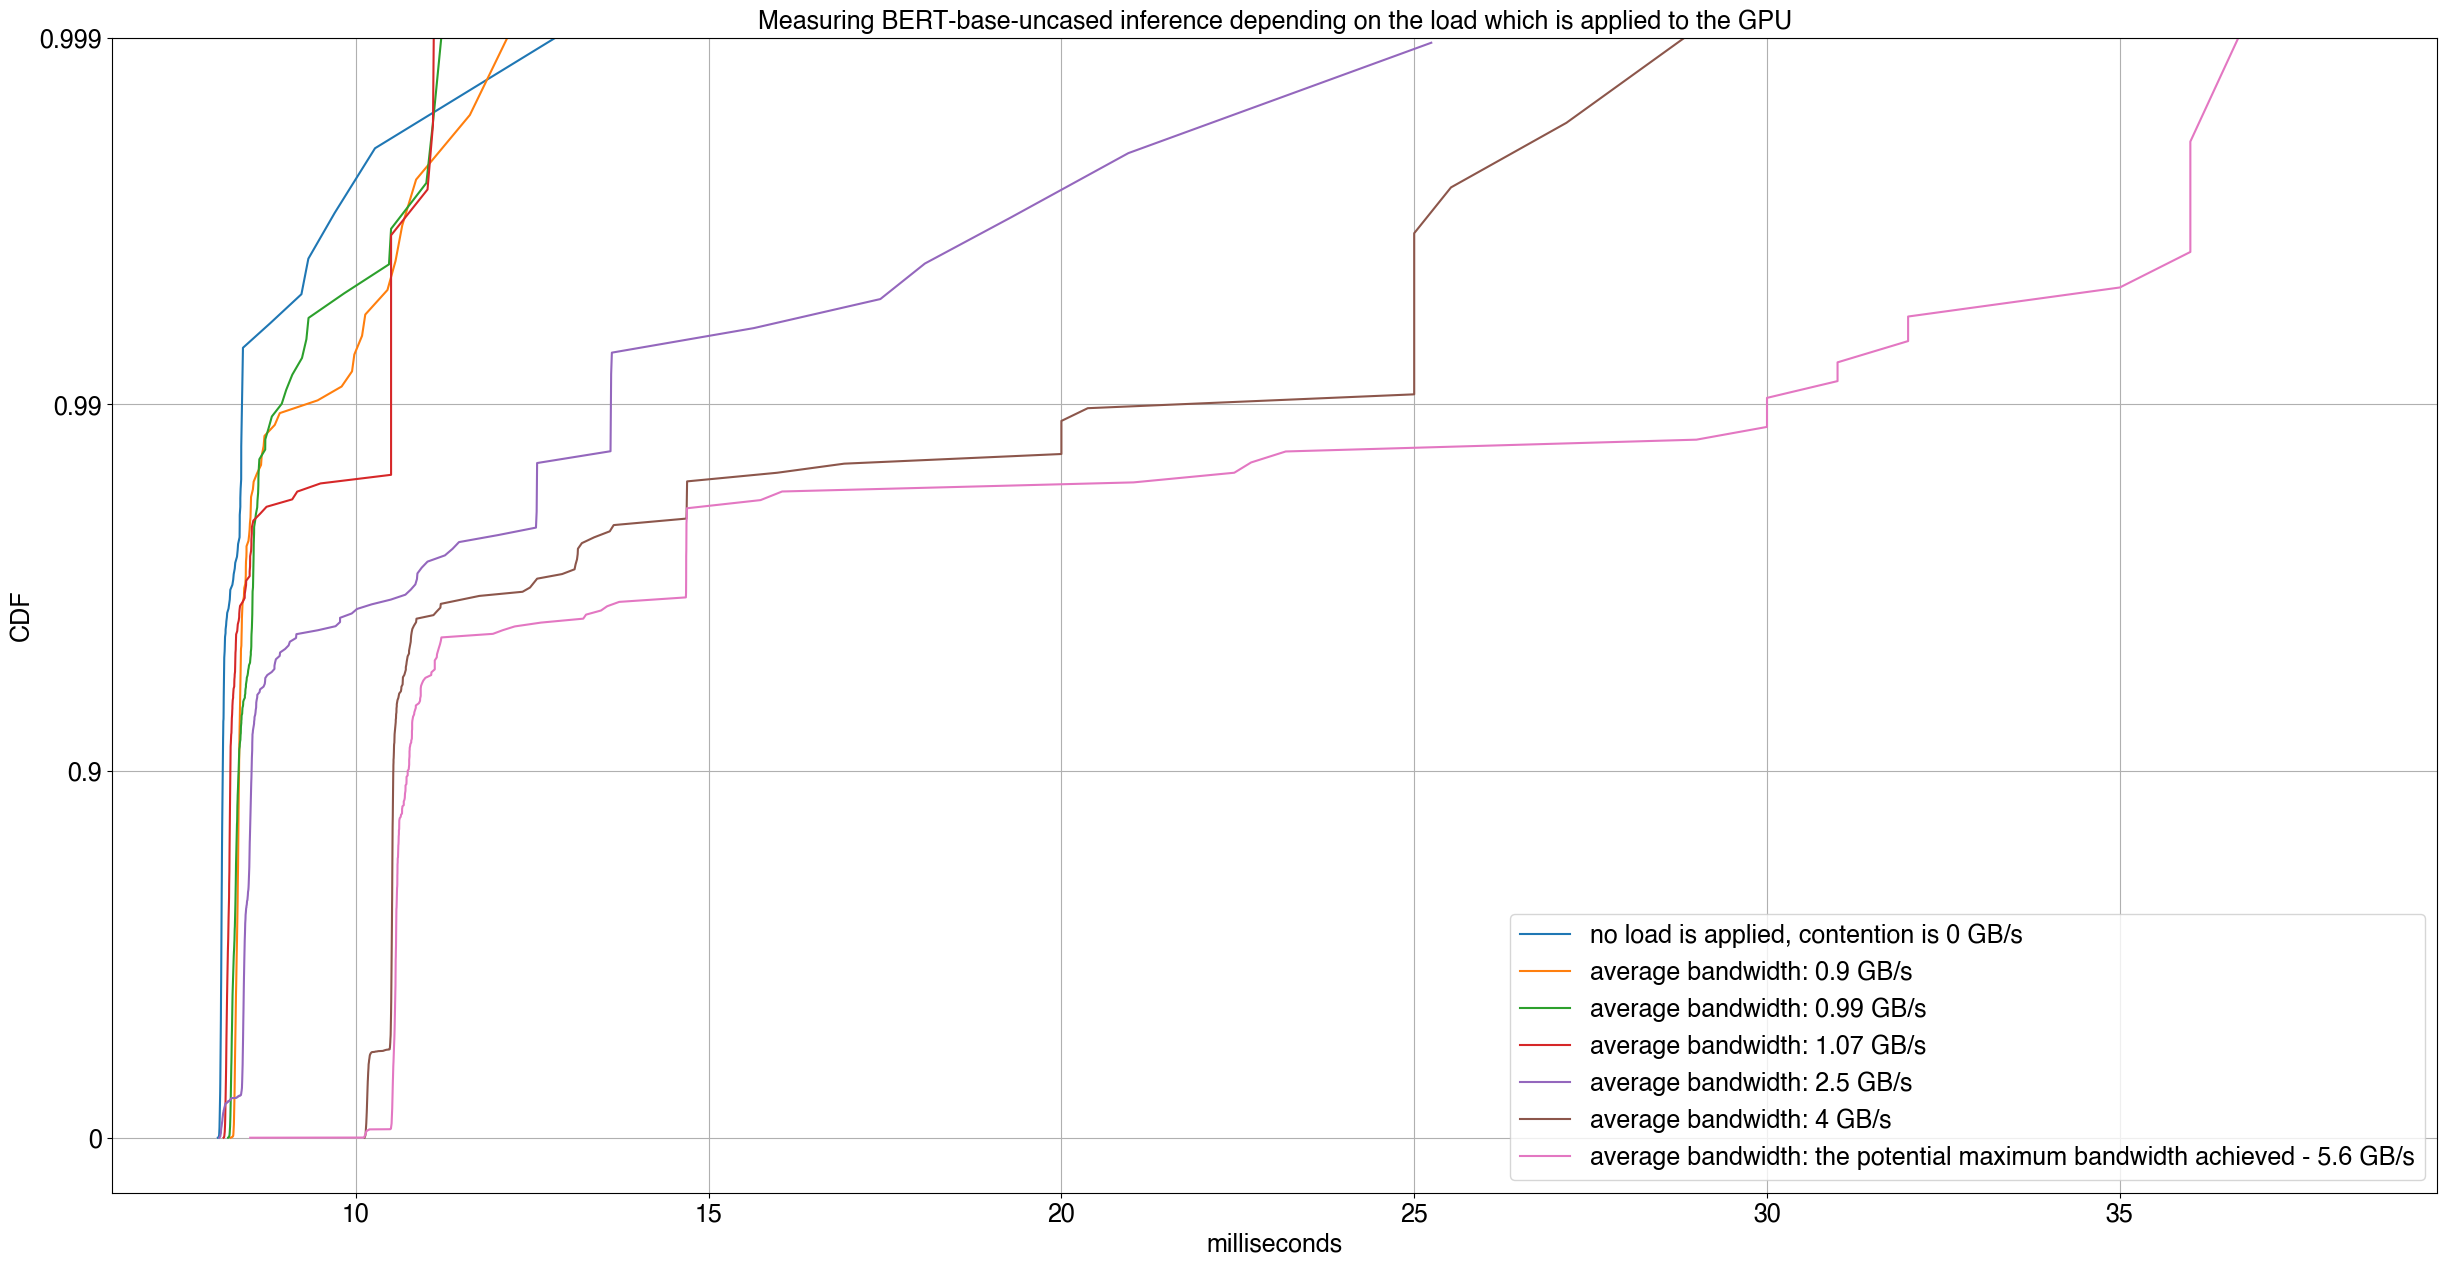 Measuring BERT-base-uncased inference depending on the load which is applied to the GPU
0.999
0.99
0.9
0
CDF
10 15 20 25 30 35
milliseconds
no load is applied, contention is 0 GB/s
average bandwidth: 0.9 GB/s
average bandwidth: 0.99 GB/s
average bandwidth: 1.07 GB/s
average bandwidth: 2.5 GB/s
average bandwidth: 4 GB/s
average bandwidth: the potential maximum bandwidth achieved - 5.6 GB/s